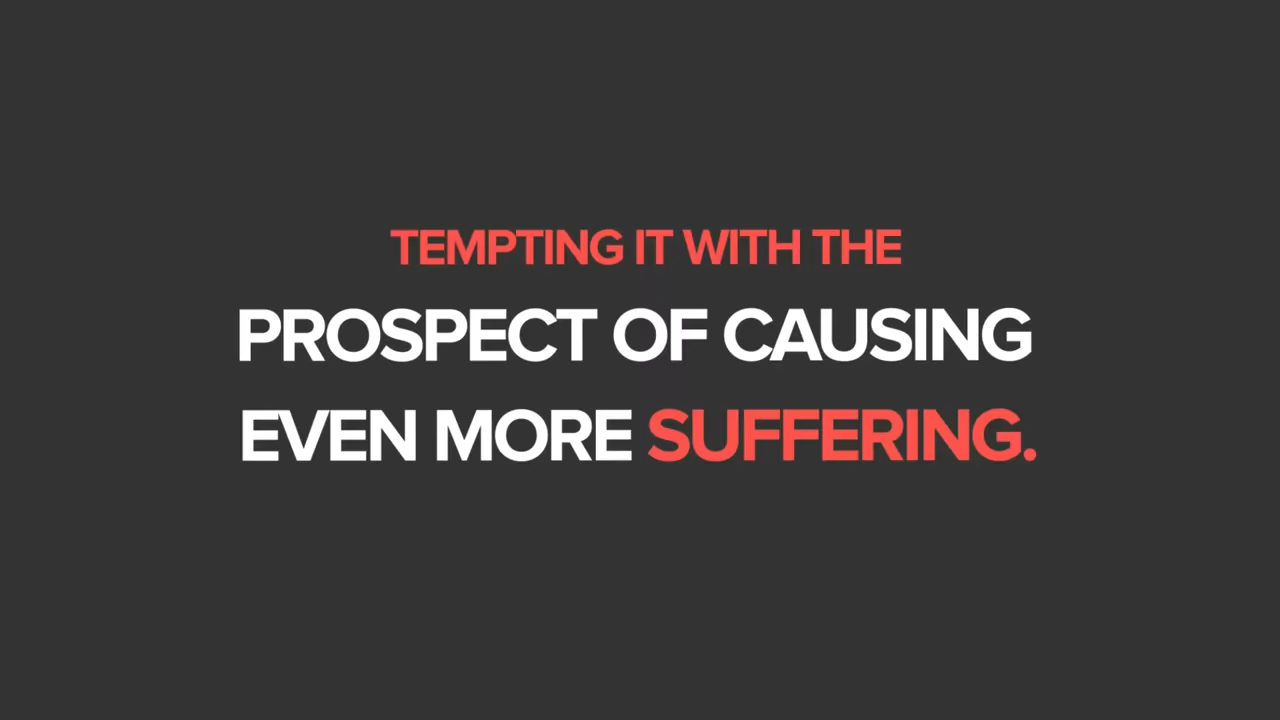 TEMPTING IT WITH THE
PROSPECT OF CAUSING
EVEN MORE SUFFERING.